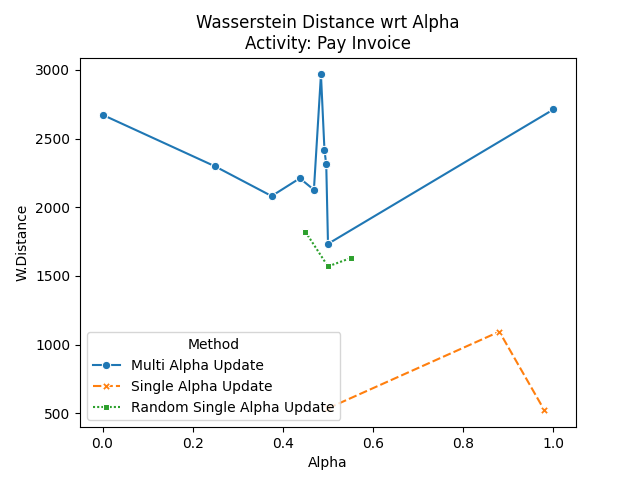 Wasserstein Distance wrt Alpha
Activity: Pay Invoice
3000
2500
2000
1500
1000
500
W.Distance
Method
Multi Alpha Update
Single Alpha Update
Random Single Alpha Update
0.0 0.2 0.4 0.6 0.8 1.0
Alpha